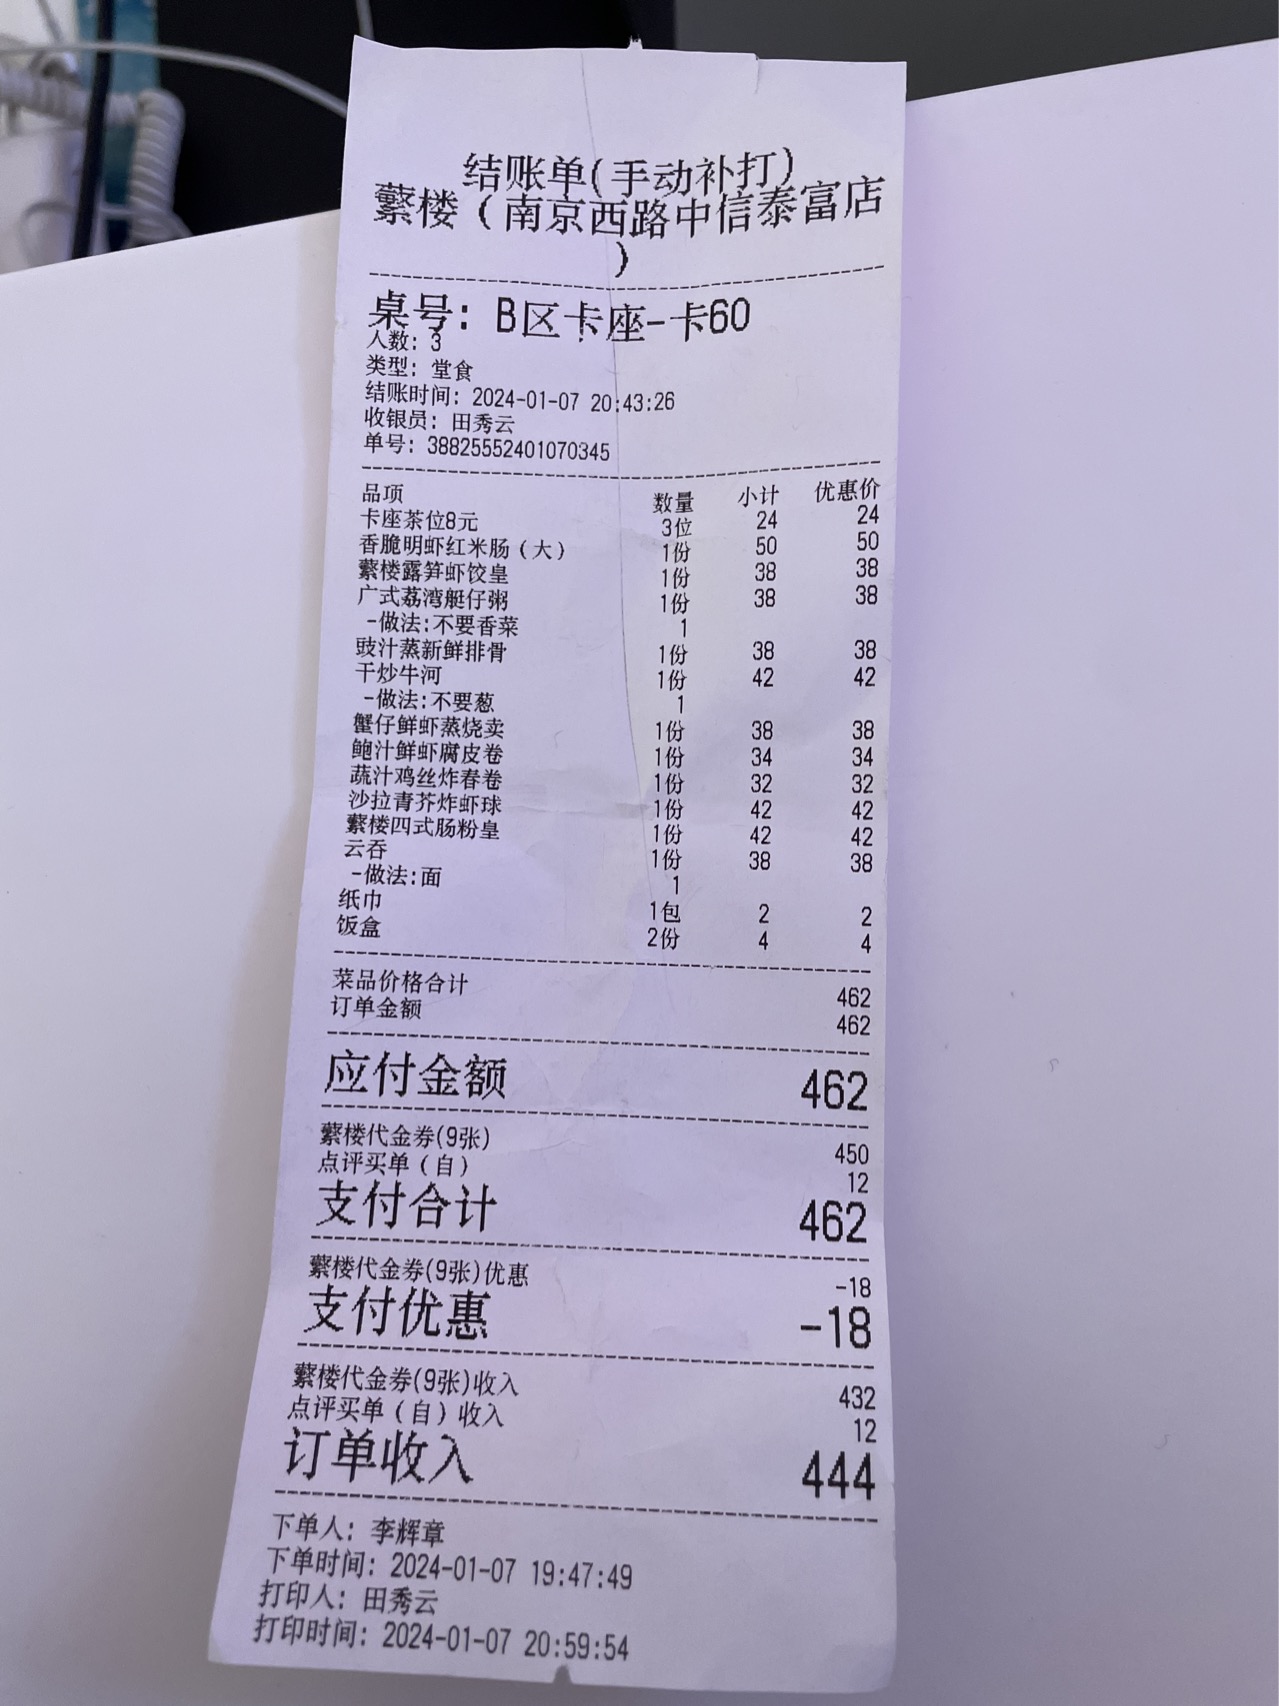 结账单(手动补打)
蘩楼（南京西路中信泰富店
）
桌号: B区卡座-卡60
人数: 3
类型: 堂食
结账时间: 2024-01-07 20:43:26
收银员: 田秀云
单号: 38825552401070345
品项 数量 小计 优惠价
卡座茶位8元 3位 24 24
香脆明虾红米肠（大） 1份 50 50
蘩楼露笋虾饺皇 1份 38 38
广式荔湾艇仔粥 1份 38 38
-做法:不要香菜 1
豉汁蒸新鲜排骨 1份 38 38
干炒牛河 1份 42 42
-做法:不要葱 1
蟹仔鲜虾蒸烧卖 1份 38 38
鲍汁鲜虾腐皮卷 1份 34 34
蔬汁鸡丝炸春卷 1份 32 32
沙拉青芥炸虾球 1份 42 42
蘩楼四式肠粉皇 1份 42 42
云吞 1份 38 38
-做法:面 1
纸巾 1包 2 2
饭盒 2份 4 4
菜品价格合计 462
订单金额 462
应付金额 462
蘩楼代金券(9张) 450
点评买单（自） 12
支付合计 462
蘩楼代金券(9张)优惠 -18
支付优惠 -18
蘩楼代金券(9张)收入 432
点评买单（自）收入 12
订单收入 444
下单人: 李辉章
下单时间: 2024-01-07 19:47:49
打印人: 田秀云
打印时间: 2024-01-07 20:59:54